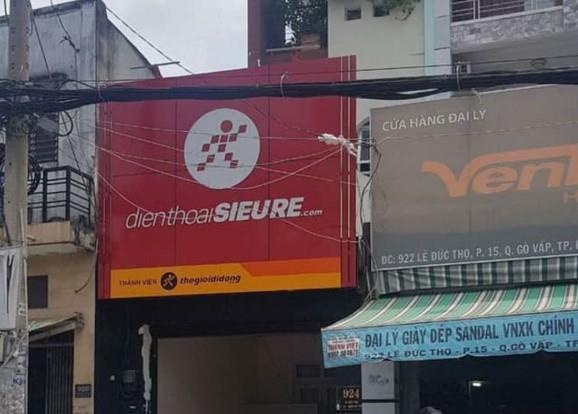 dienthoaiSIEURE.com
THÀNH VIÊN thegioididong
924
CỬA HÀNG ĐẠI LÝ
ĐC: 922 LÊ ĐỨC THỌ, P. 15, Q. GÒ VẤP, TP.
ĐẠI LÝ GIÀY DÉP SANDAL VNXK CHÍNH
922 LÊ ĐỨC THỌ - P.15 - Q.GÒ VẤP - TP